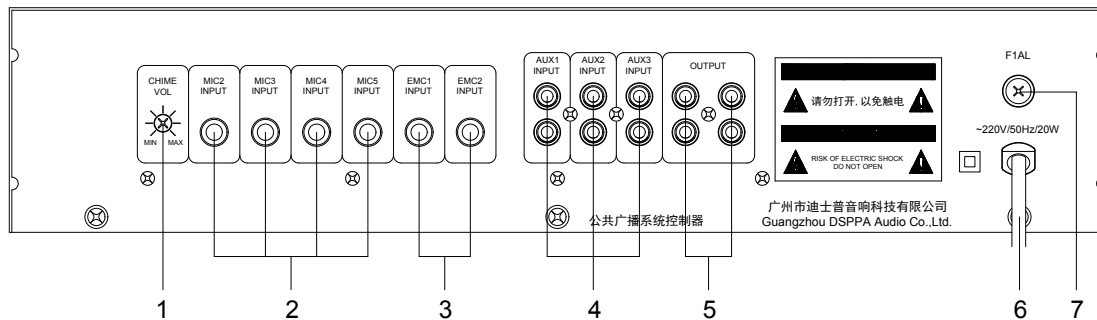 CHIME
VOL
MIN MAX
MIC2
INPUT
MIC3
INPUT
MIC4
INPUT
MIC5
INPUT
EMC1
INPUT
EMC2
INPUT
AUX1
INPUT
AUX2
INPUT
AUX3
INPUT
OUTPUT
请勿打开, 以免触电
RISK OF ELECTRIC SHOCK
DO NOT OPEN
F1AL
~220V/50Hz/20W
公共广播系统控制器
广州市迪士普音响科技有限公司
Guangzhou DSPPA Audio Co.,Ltd.
1 2 3 4 5 6 7